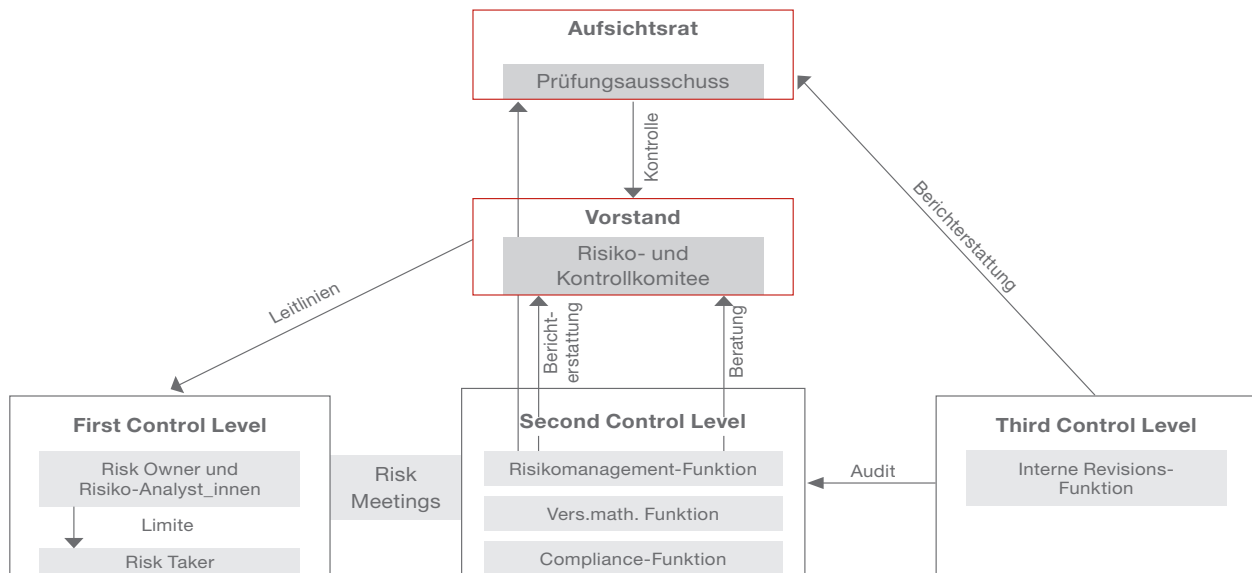 Aufsichtsrat
Prüfungsausschuss
Kontrolle
Berichterstattung
Vorstand
Risiko- und
Kontrollkomitee
Leitlinien
Bericht-
erstattung
Beratung
First Control Level
Risk Owner und
Risiko-Analyst_innen
Limite
Risk Taker
Risk
Meetings
Second Control Level
Risikomanagement-Funktion
Vers.math. Funktion
Compliance-Funktion
Audit
Third Control Level
Interne Revisions-
Funktion